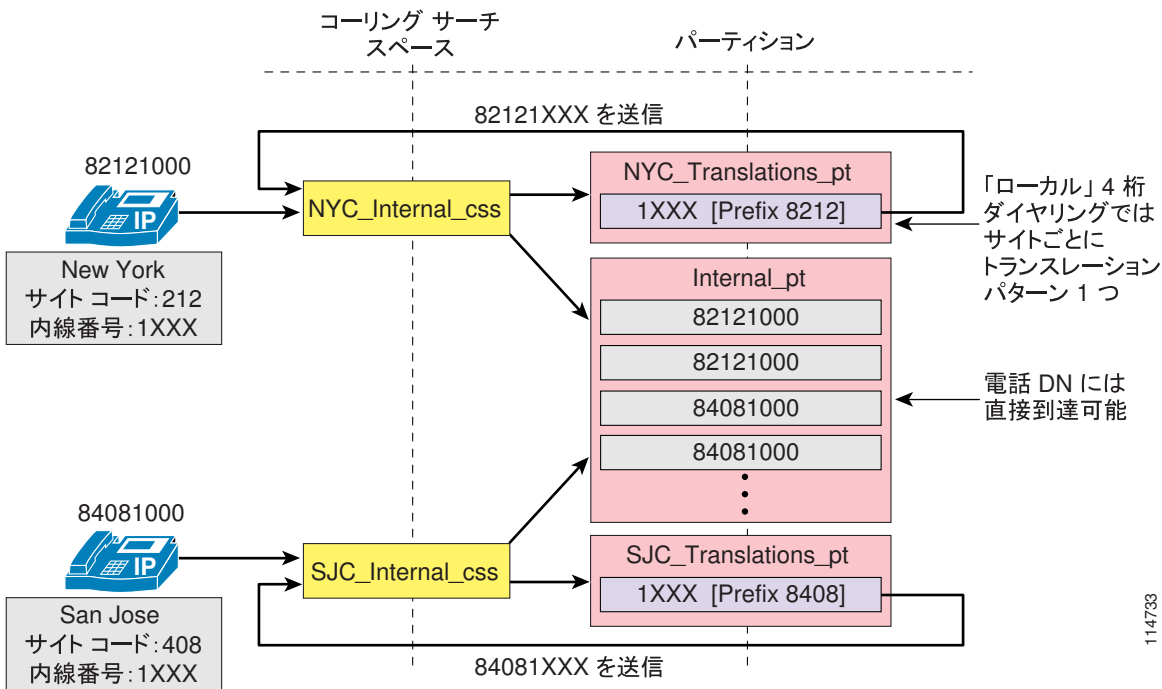 コーリング サーチ
スペース
パーティション
82121XXX を送信
82121000
IP
New York
サイト コード:212
内線番号:1XXX
NYC_Internal_css
NYC_Translations_pt
1XXX [Prefix 8212]
「ローカル」 4 桁
ダイヤリングでは
サイトごとに
トランスレーション
パターン 1 つ
Internal_pt
82121000
82121000
84081000
84081000
電話 DN には
直接到達可能
84081000
IP
San Jose
サイト コード:408
内線番号:1XXX
SJC_Internal_css
SJC_Translations_pt
1XXX [Prefix 8408]
84081XXX を送信
114733